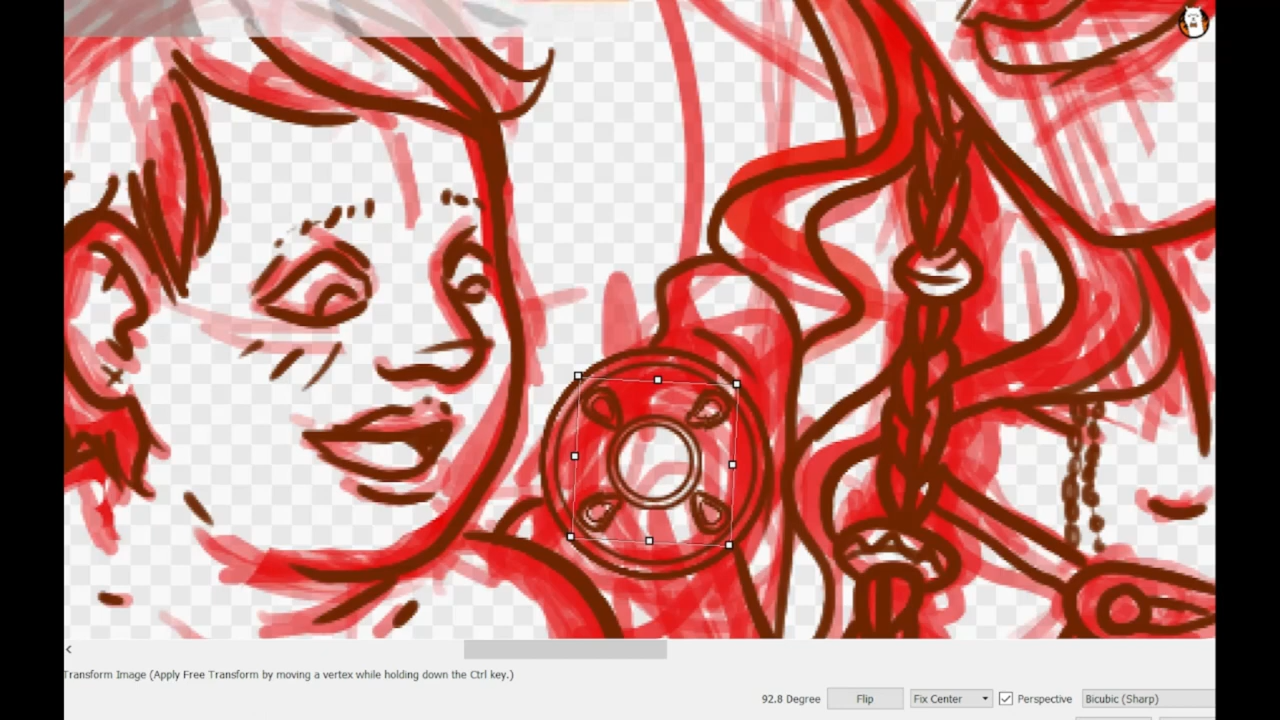 Transform Image (Apply Free Transform by moving a vertex while holding down the Ctrl key.)
92.8 Degree Flip Fix Center Perspective Bicubic (Sharp)